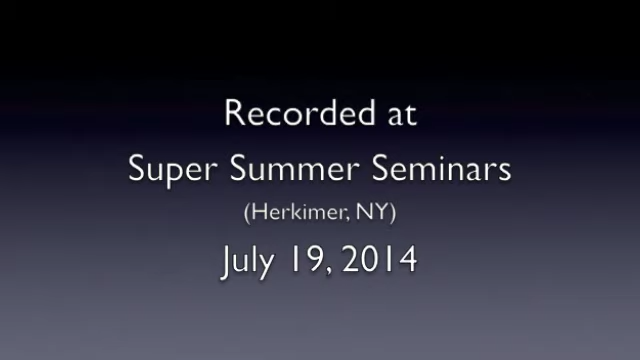 Recorded at
Super Summer Seminars
(Herkimer, NY)
July 19, 2014